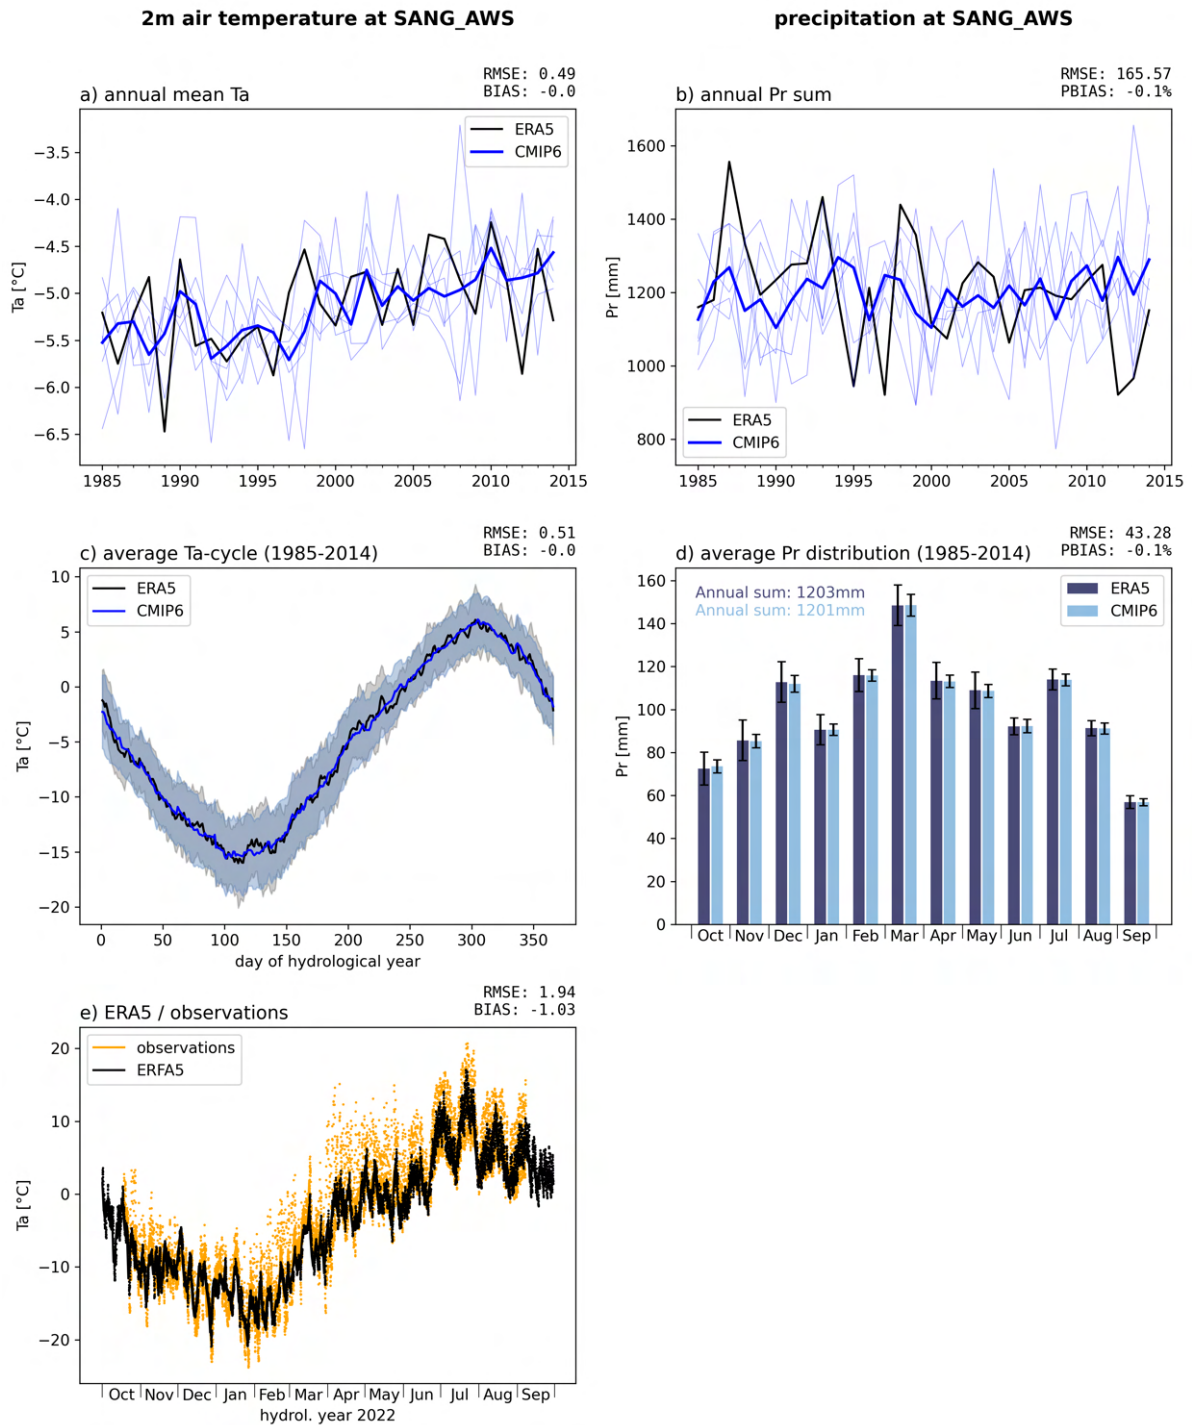 2m air temperature at SANG_AWS
precipitation at SANG_AWS
RMSE: 0.49
BIAS: -0.0
a) annual mean Ta
ERA5
CMIP6
Ta [°C]
−3.5
−4.0
−4.5
−5.0
−5.5
−6.0
−6.5
1985 1990 1995 2000 2005 2010 2015
RMSE: 165.57
PBIAS: -0.1%
b) annual Pr sum
Pr [mm]
1600
1400
1200
1000
800
ERA5
CMIP6
1985 1990 1995 2000 2005 2010 2015
RMSE: 0.51
BIAS: -0.0
c) average Ta-cycle (1985-2014)
ERA5
CMIP6
Ta [°C]
10
5
0
−5
−10
−15
−20
0 50 100 150 200 250 300 350
day of hydrological year
RMSE: 43.28
PBIAS: -0.1%
d) average Pr distribution (1985-2014)
Annual sum: 1203mm
Annual sum: 1201mm
ERA5
CMIP6
Pr [mm]
160
140
120
100
80
60
40
20
0
Oct Nov Dec Jan Feb Mar Apr May Jun Jul Aug Sep
RMSE: 1.94
BIAS: -1.03
e) ERA5 / observations
observations
ERFA5
Ta [°C]
20
10
0
−10
−20
Oct Nov Dec Jan Feb Mar Apr May Jun Jul Aug Sep
hydrol. year 2022